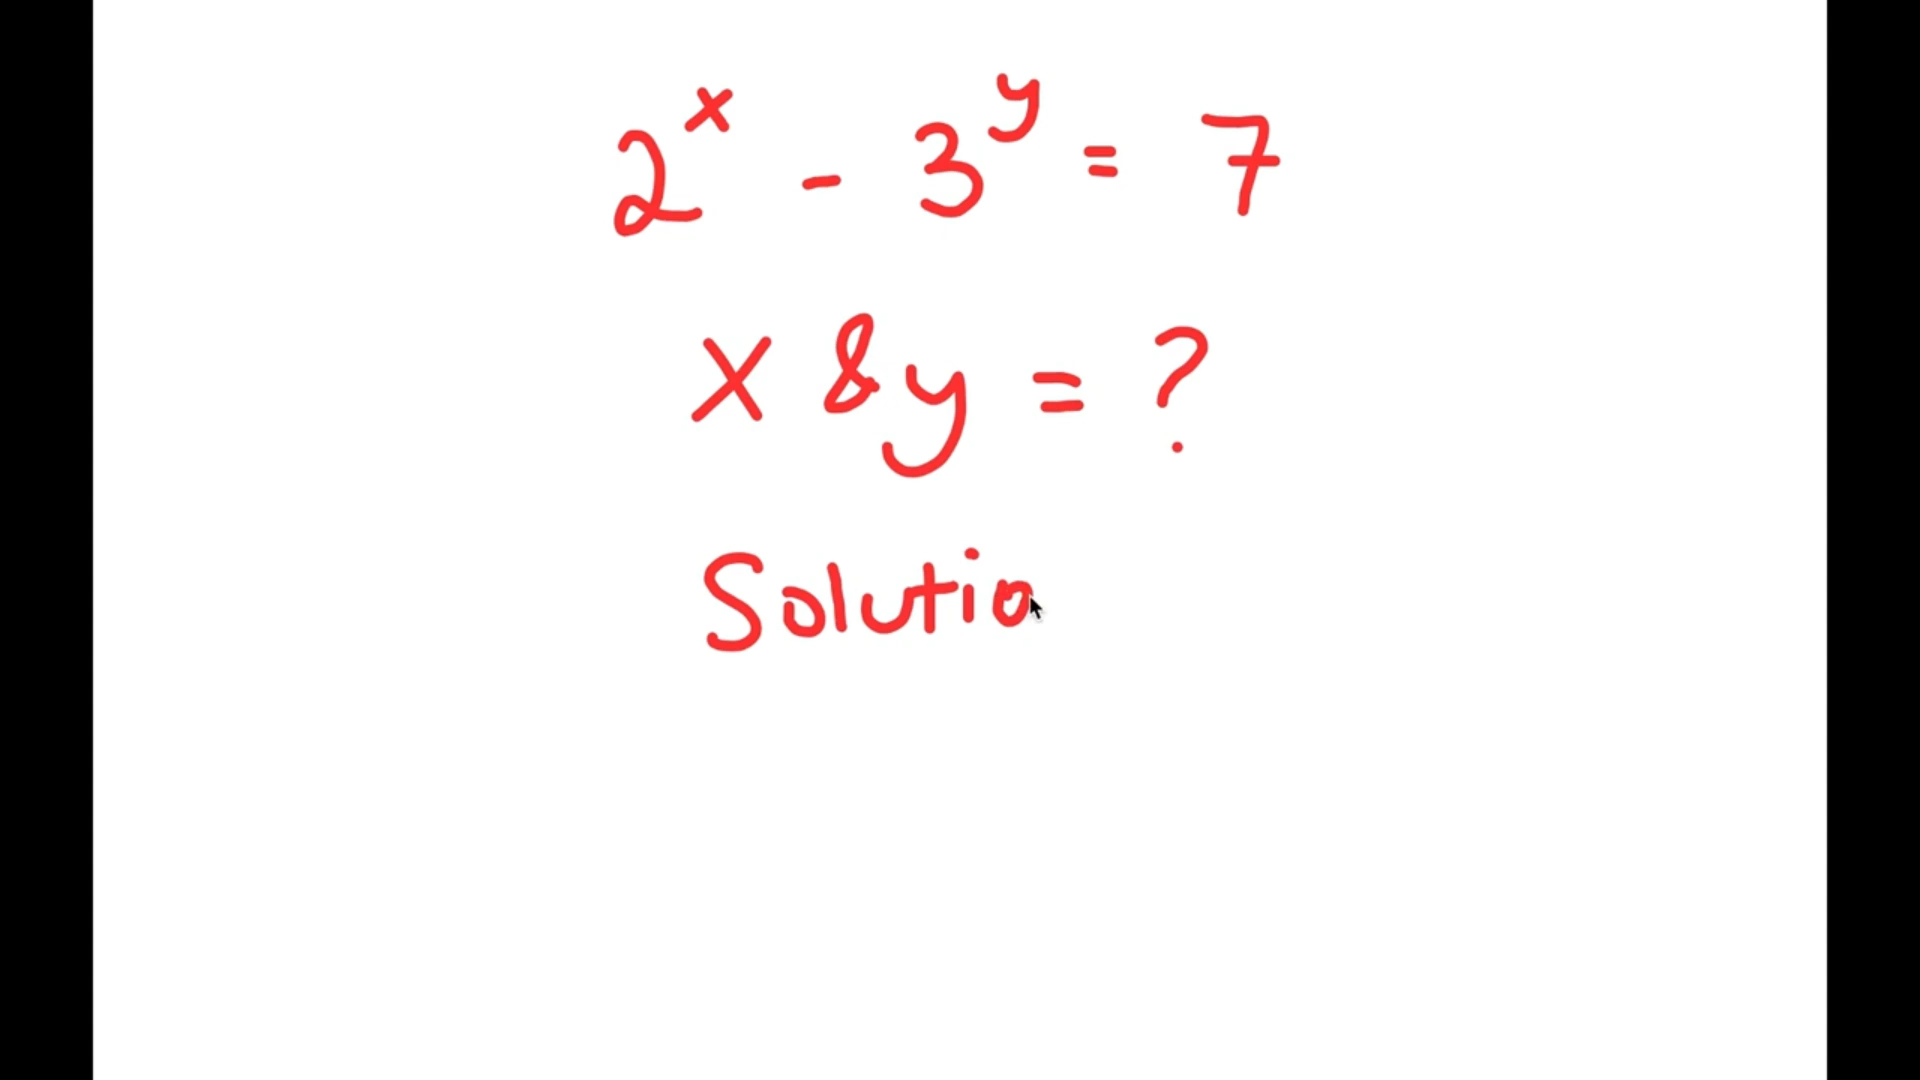 2^x - 3^y = 7
x & y = ?
Solutio